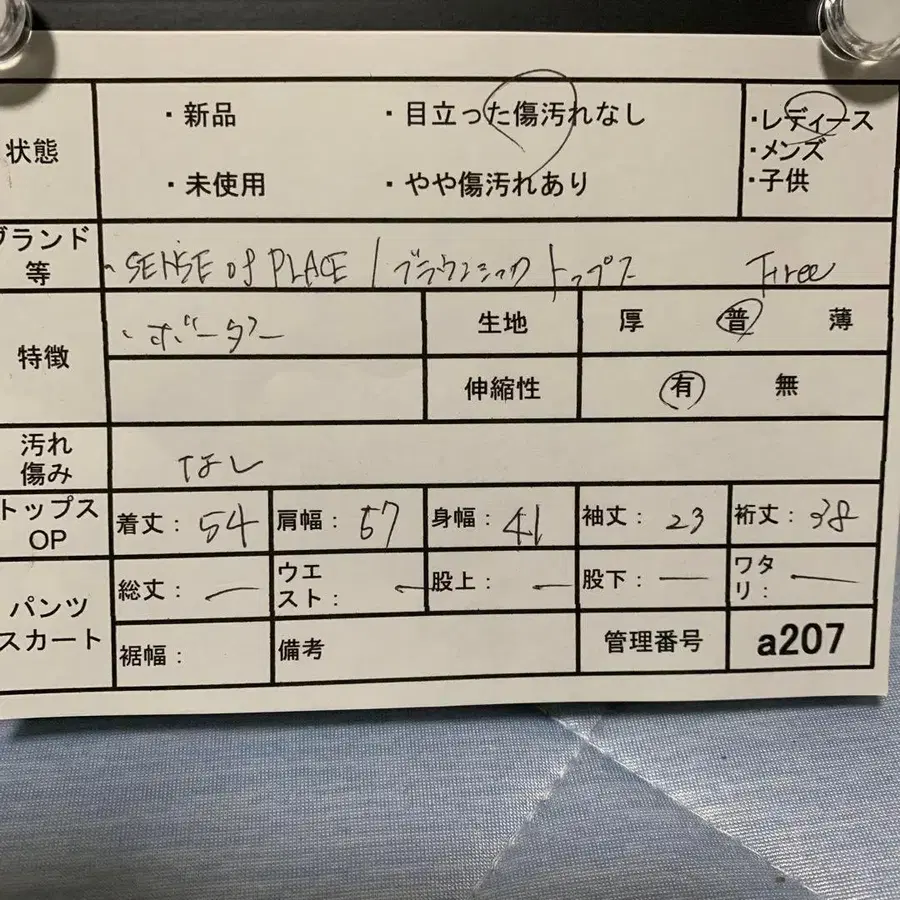 状態
・新品
・目立った傷汚れなし
・レディース
・未使用
・やや傷汚れあり
・メンズ
・子供
ブランド等
・SENSE of PLACE / ブラウンシック トップス Free
特徴
・ボーダー
生地
厚 普 薄
伸縮性
有 無
汚れ
傷み
なし
トップス
OP
着丈：54
肩幅：
身幅：41
袖丈：23
裄丈：38
パンツ
スカート
総丈：ー
ウエスト：ー
股上：ー
股下：ー
ワタリ：ー
裾幅：
備考
管理番号
a207